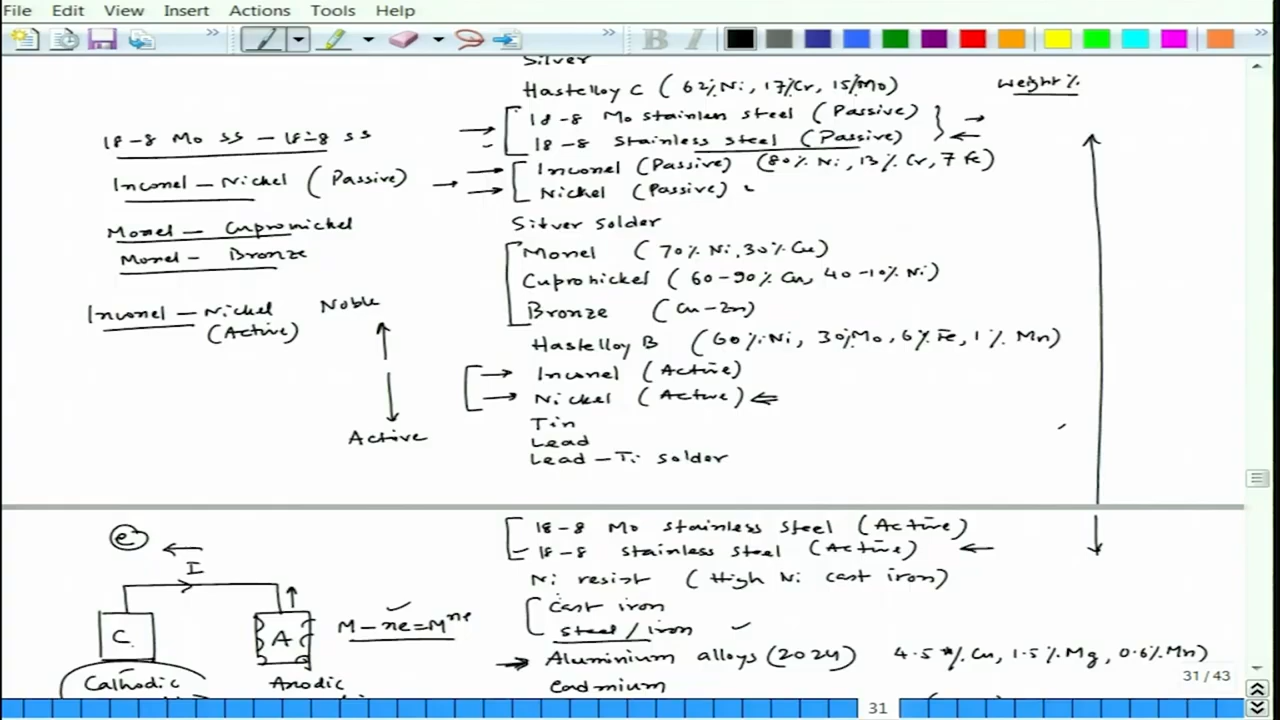 File Edit View Insert Actions Tools Help
Silver
Hastelloy C (62% Ni, 17% Cr, 15% Mo)
Weight %
18-8 Mo stainless steel (Passive)
18-8 Mo SS - 18-8 SS
18-8 Stainless steel (Passive)
Inconel (Passive) (80% Ni, 13% Cr, 7 Fe)
Inconel - Nickel (Passive)
Nickel (Passive)
Silver solder
Monel - Cupronickel
Monel (70% Ni, 30% Cu)
Monel - Bronze
Cupronickel (60-90% Cu, 40-10% Ni)
Inconel - Nickel
(Active)
Noble
Bronze (Cu-Zn)
Hastelloy B (60% Ni, 30% Mo, 6% Fe, 1% Mn)
Inconel (Active)
Nickel (Active)
Tin
Active
Lead
Lead - Ti solder
e
18-8 Mo stainless steel (Active)
18-8 stainless steel (Active)
I
Ni resist (High Ni cast iron)
Cast iron
C
A
M - ne = M^ne
Steel/iron
Aluminium alloys (2024) 4.5% Cu, 1.5% Mg, 0.6% Mn)
Cathodic
Anodic
Cadmium
31/43
31